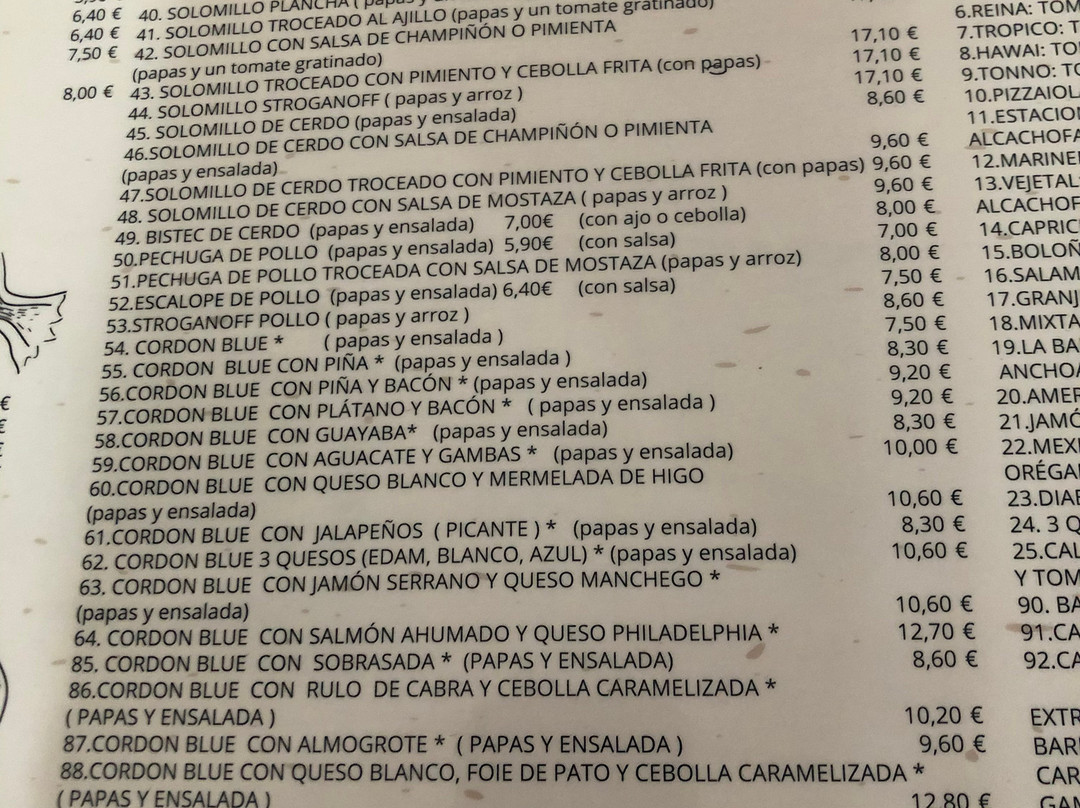 6,40 €
6,40 €
7,50 €
8,00 €
€
40. SOLOMILLO PLANCHA
41. SOLOMILLO TROCEADO AL AJILLO (papas y un tomate gratinado)
42. SOLOMILLO CON SALSA DE CHAMPIÑÓN O PIMIENTA
(papas y un tomate gratinado) 17,10 €
43. SOLOMILLO TROCEADO CON PIMIENTO Y CEBOLLA FRITA (con papas) 17,10 €
44. SOLOMILLO STROGANOFF ( papas y arroz ) 17,10 €
45. SOLOMILLO DE CERDO (papas y ensalada) 8,60 €
46.SOLOMILLO DE CERDO CON SALSA DE CHAMPIÑÓN O PIMIENTA
(papas y ensalada) 9,60 €
47.SOLOMILLO DE CERDO TROCEADO CON PIMIENTO Y CEBOLLA FRITA (con papas) 9,60 €
48. SOLOMILLO DE CERDO CON SALSA DE MOSTAZA ( papas y arroz ) 9,60 €
49. BISTEC DE CERDO (papas y ensalada) 7,00€ (con ajo o cebolla) 8,00 €
50.PECHUGA DE POLLO (papas y ensalada) 5,90€ (con salsa) 7,00 €
51.PECHUGA DE POLLO TROCEADA CON SALSA DE MOSTAZA (papas y arroz) 8,00 €
52.ESCALOPE DE POLLO (papas y ensalada) 6,40€ (con salsa) 7,50 €
53.STROGANOFF POLLO ( papas y arroz ) 8,60 €
54. CORDON BLUE * ( papas y ensalada ) 7,50 €
55. CORDON BLUE CON PIÑA * (papas y ensalada ) 8,30 €
56.CORDON BLUE CON PIÑA Y BACÓN * (papas y ensalada) 9,20 €
57.CORDON BLUE CON PLÁTANO Y BACÓN * ( papas y ensalada ) 9,20 €
58.CORDON BLUE CON GUAYABA* (papas y ensalada) 8,30 €
59.CORDON BLUE CON AGUACATE Y GAMBAS * (papas y ensalada) 10,00 €
60.CORDON BLUE CON QUESO BLANCO Y MERMELADA DE HIGO
(papas y ensalada) 10,60 €
61.CORDON BLUE CON JALAPEÑOS ( PICANTE ) * (papas y ensalada) 8,30 €
62. CORDON BLUE 3 QUESOS (EDAM, BLANCO, AZUL) * (papas y ensalada) 10,60 €
63. CORDON BLUE CON JAMÓN SERRANO Y QUESO MANCHEGO *
(papas y ensalada) 10,60 €
64. CORDON BLUE CON SALMÓN AHUMADO Y QUESO PHILADELPHIA * 12,70 €
85. CORDON BLUE CON SOBRASADA * (PAPAS Y ENSALADA) 8,60 €
86.CORDON BLUE CON RULO DE CABRA Y CEBOLLA CARAMELIZADA *
( PAPAS Y ENSALADA ) 10,20 €
87.CORDON BLUE CON ALMOGROTE * ( PAPAS Y ENSALADA ) 9,60 €
88.CORDON BLUE CON QUESO BLANCO, FOIE DE PATO Y CEBOLLA CARAMELIZADA *
( PAPAS Y ENSALADA ) 12,80 €
6.REINA: TOM
7.TROPICO: T
8.HAWAI: TO
9.TONNO: TO
10.PIZZAIOL
11.ESTACIO
ALCACHOFA
12.MARINE
13.VEJETAL
ALCACHOF
14.CAPRIC
15.BOLOÑ
16.SALAM
17.GRANJ
18.MIXTA
19.LA BA
ANCHOA
20.AMER
21.JAMÓ
22.MEXI
ORÉGA
23.DIAB
24. 3 Q
25.CAL
Y TOM
90. BA
91.CA
92.CA
EXTR
BAR
CAR
GAM